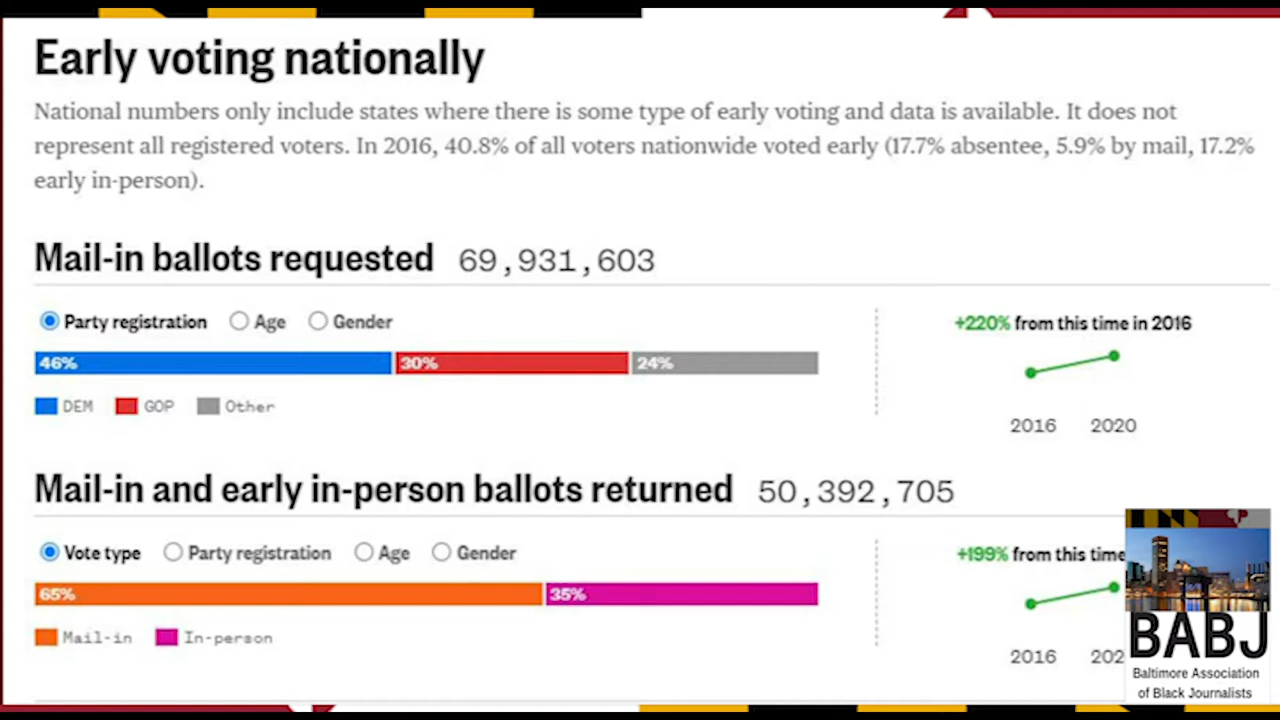 Early voting nationally
National numbers only include states where there is some type of early voting and data is available. It does not
represent all registered voters. In 2016, 40.8% of all voters nationwide voted early (17.7% absentee, 5.9% by mail, 17.2%
early in-person).
Mail-in ballots requested 69,931,603
Party registration Age Gender
+220% from this time in 2016
46% 30% 24%
DEM GOP Other
2016 2020
Mail-in and early in-person ballots returned 50,392,705
Vote type Party registration Age Gender
+199% from this time
65% 35%
Mail-in In-person
2016 202
BABJ
Baltimore Association
of Black Journalists